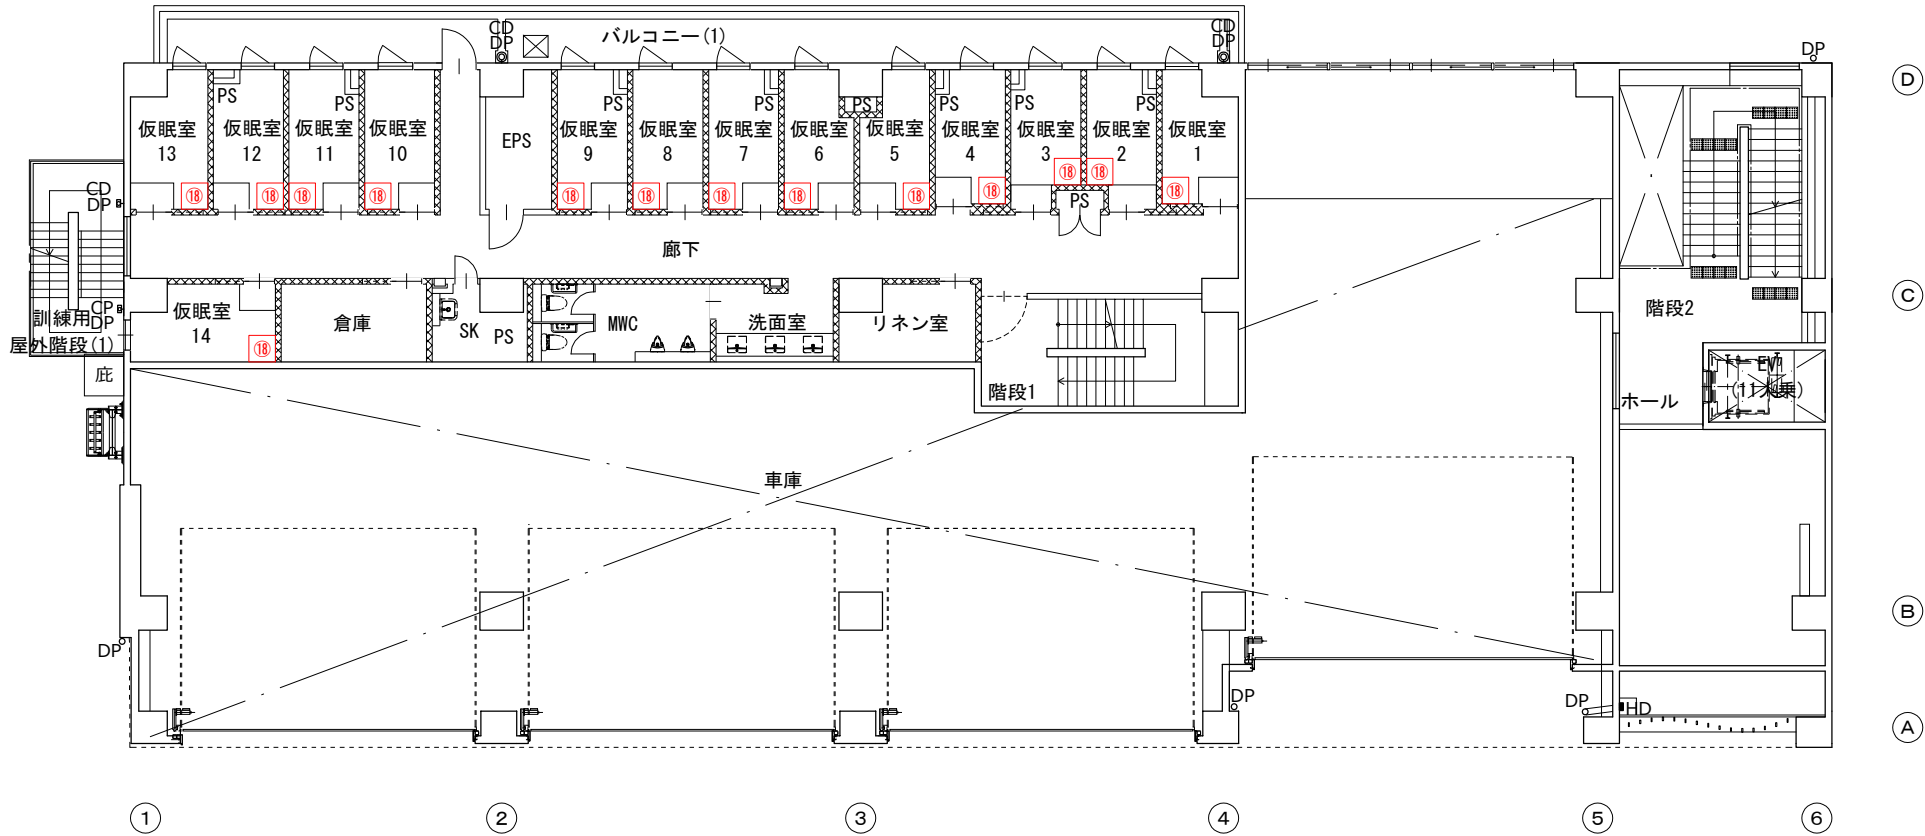 CD
DP
バルコニー(1)
CD
DP
DP
D
PS
PS
PS
PS
PS
PS
PS
PS
仮眠室
13
仮眠室
12
仮眠室
11
仮眠室
10
EPS
仮眠室
9
仮眠室
8
仮眠室
7
仮眠室
6
仮眠室
5
仮眠室
4
仮眠室
3
仮眠室
2
仮眠室
1
⑱
⑱
⑱
⑱
⑱
⑱
⑱
⑱
⑱
⑱
⑱
⑱
⑱
CD
DP
PS
廊下
C
CP
DP
訓練用
屋外階段(1)
仮眠室
14
⑱
倉庫
SK
PS
MWC
洗面室
リネン室
階段1
階段2
EV
(11人乗)
ホール
庇
車庫
B
DP
DP
DP
HD
A
1
2
3
4
5
6